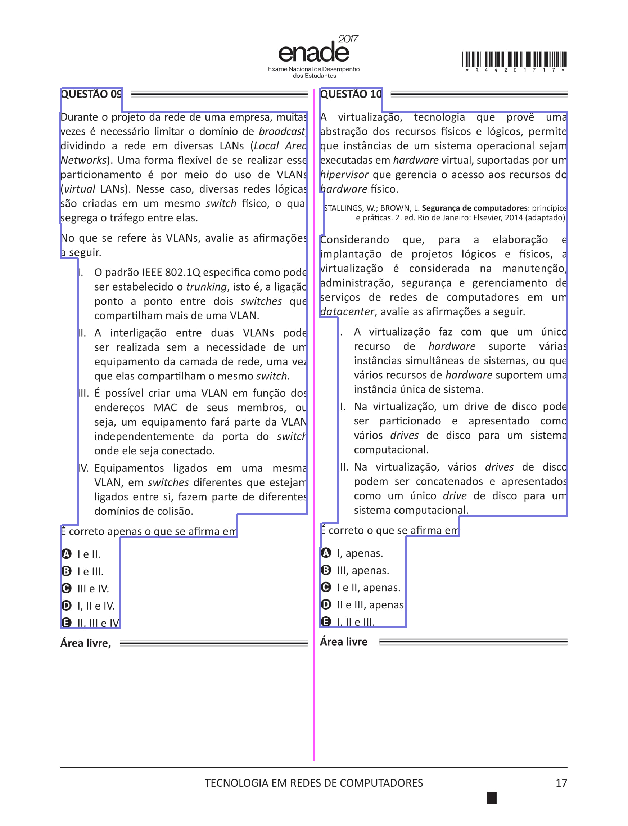 enade 2017
Exame Nacional de Desempenho
dos Estudantes
QUESTÃO 09
Durante o projeto da rede de uma empresa, muitas
vezes é necessário limitar o domínio de broadcast,
dividindo a rede em diversas LANs (Local Area
Networks). Uma forma flexível de se realizar esse
particionamento é por meio do uso de VLANs
(virtual LANs). Nesse caso, diversas redes lógicas
são criadas em um mesmo switch físico, o qual
segrega o tráfego entre elas.
No que se refere às VLANs, avalie as afirmações
a seguir.
I. O padrão IEEE 802.1Q especifica como pode
ser estabelecido o trunking, isto é, a ligação
ponto a ponto entre dois switches que
compartilham mais de uma VLAN.
II. A interligação entre duas VLANs pode
ser realizada sem a necessidade de um
equipamento da camada de rede, uma vez
que elas compartilham o mesmo switch.
III. É possível criar uma VLAN em função dos
endereços MAC de seus membros, ou
seja, um equipamento fará parte da VLAN
independentemente da porta do switch
onde ele seja conectado.
IV. Equipamentos ligados em uma mesma
VLAN, em switches diferentes que estejam
ligados entre si, fazem parte de diferentes
domínios de colisão.
É correto apenas o que se afirma em
A I e II.
B I e III.
C III e IV.
D I, II e IV.
E II, III e IV
Área livre,
QUESTÃO 10
A virtualização, tecnologia que provê uma
abstração dos recursos físicos e lógicos, permite
que instâncias de um sistema operacional sejam
executadas em hardware virtual, suportadas por um
hipervisor que gerencia o acesso aos recursos do
hardware físico.
STALLINGS, W.; BROWN, L. Segurança de computadores: princípios
e práticas. 2. ed. Rio de Janeiro: Elsevier, 2014 (adaptado).
Considerando que, para a elaboração e
implantação de projetos lógicos e físicos, a
virtualização é considerada na manutenção,
administração, segurança e gerenciamento de
serviços de redes de computadores em um
datacenter, avalie as afirmações a seguir.
I. A virtualização faz com que um único
recurso de hardware suporte várias
instâncias simultâneas de sistemas, ou que
vários recursos de hardware suportem uma
instância única de sistema.
II. Na virtualização, um drive de disco pode
ser particionado e apresentado como
vários drives de disco para um sistema
computacional.
III. Na virtualização, vários drives de disco
podem ser concatenados e apresentados
como um único drive de disco para um
sistema computacional.
É correto o que se afirma em
A I, apenas.
B III, apenas.
C I e II, apenas.
D II e III, apenas
E I, II e III.
Área livre
TECNOLOGIA EM REDES DE COMPUTADORES
17